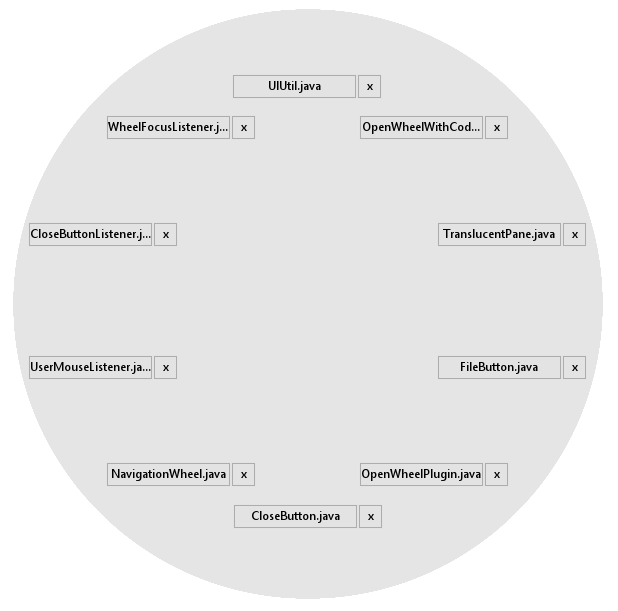 UIUtil.java x
WheelFocusListener.j... x
OpenWheelWithCod... x
CloseButtonListener.j... x
TranslucentPane.java x
UserMouseListener.ja... x
FileButton.java x
NavigationWheel.java x
OpenWheelPlugin.java x
CloseButton.java x